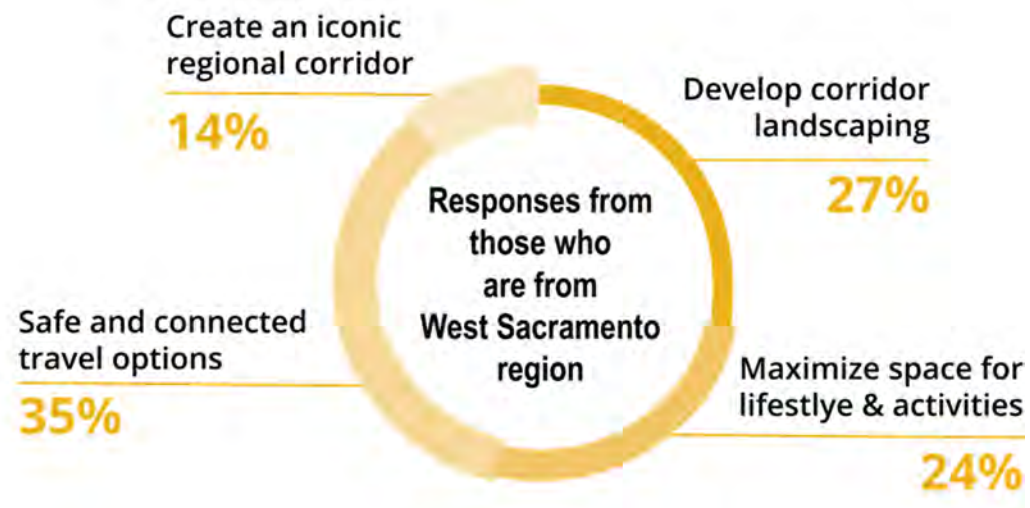 Create an iconic
regional corridor
14%
Develop corridor
landscaping
27%
Responses from
those who
are from
West Sacramento
region
Safe and connected
travel options
35%
Maximize space for
lifestlye & activities
24%